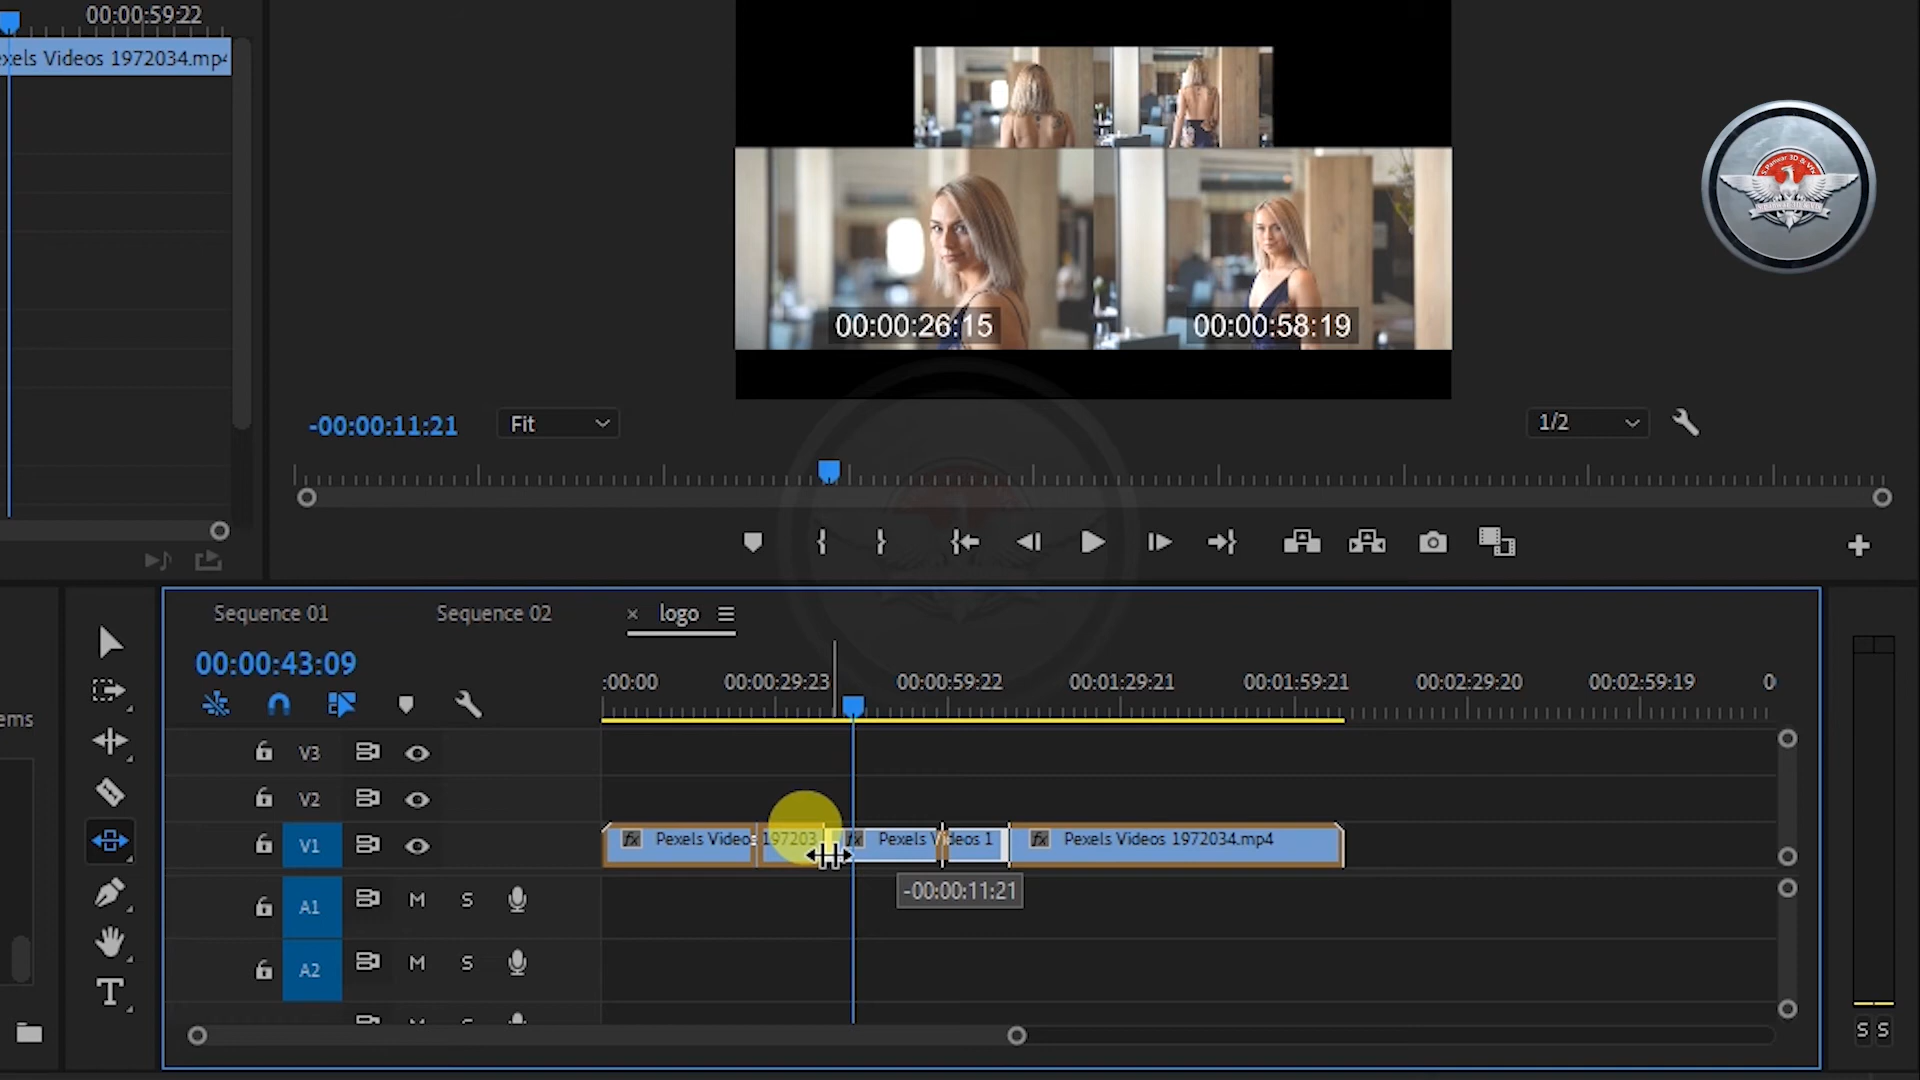 00:00:59:22
exels Videos 1972034.mp4
S.Panwar 3D & Vfx
00:00:26:15
00:00:58:19
-00:00:11:21
Fit
1/2
Sequence 01
Sequence 02
× logo
00:00:43:09
:00:00
00:00:29:23
00:00:59:22
00:01:29:21
00:01:59:21
00:02:29:20
00:02:59:19
0
ems
V3
V2
V1
fx Pexels Videos 197203
fx Pexels Videos 1
fx Pexels Videos 1972034.mp4
-00:00:11:21
A1 M S
A2 M S
T
S S